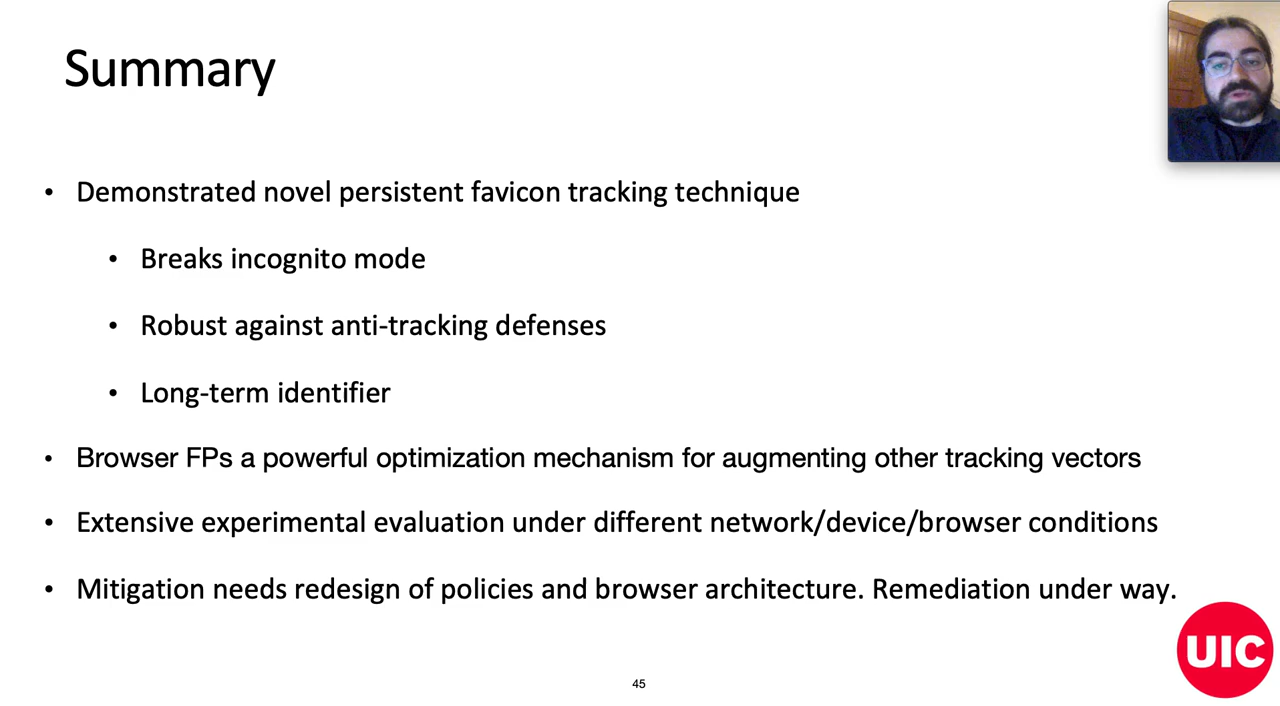 Summary
• Demonstrated novel persistent favicon tracking technique
• Breaks incognito mode
• Robust against anti-tracking defenses
• Long-term identifier
• Browser FPs a powerful optimization mechanism for augmenting other tracking vectors
• Extensive experimental evaluation under different network/device/browser conditions
• Mitigation needs redesign of policies and browser architecture. Remediation under way.
UIC
45